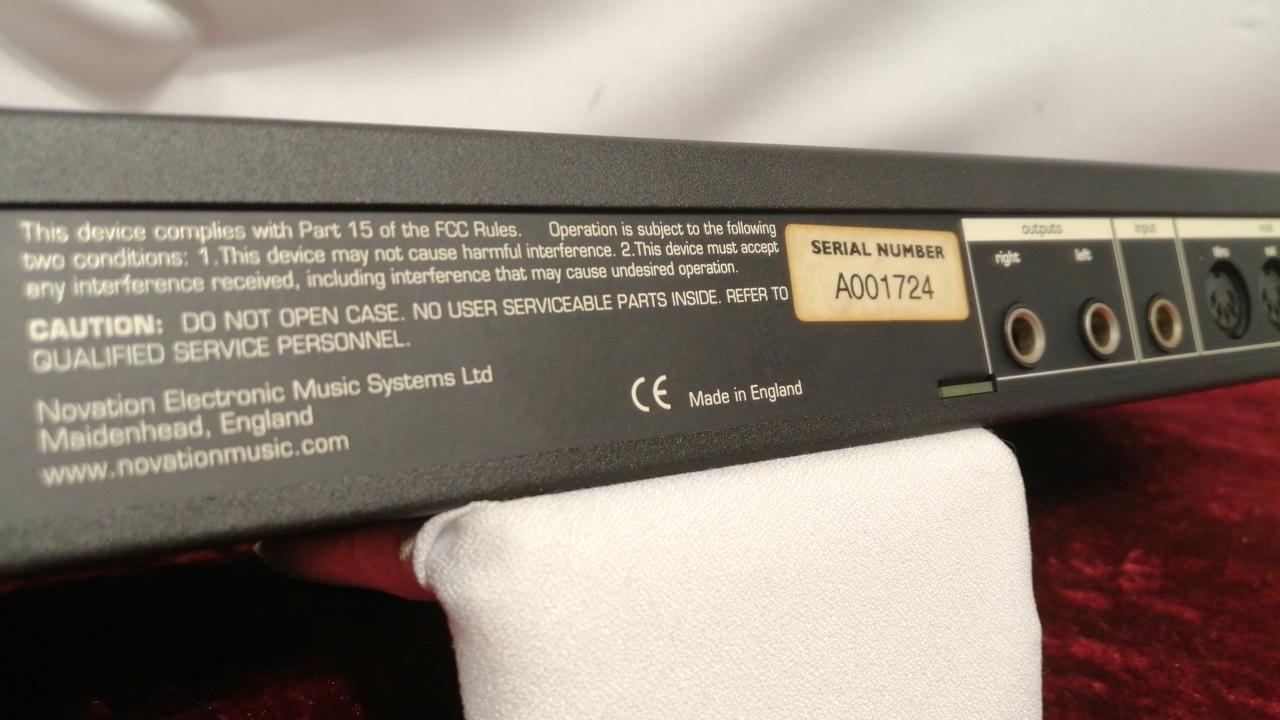 This device complies with Part 15 of the FCC Rules. Operation is subject to the following
two conditions: 1.This device may not cause harmful interference. 2.This device must accept
any interference received, including interference that may cause undesired operation.
CAUTION: DO NOT OPEN CASE. NO USER SERVICEABLE PARTS INSIDE. REFER TO
QUALIFIED SERVICE PERSONNEL.
Novation Electronic Music Systems Ltd
Maidenhead, England
www.novationmusic.com
CE Made in England
SERIAL NUMBER
A001724
outputs
right left
input
midi
thru